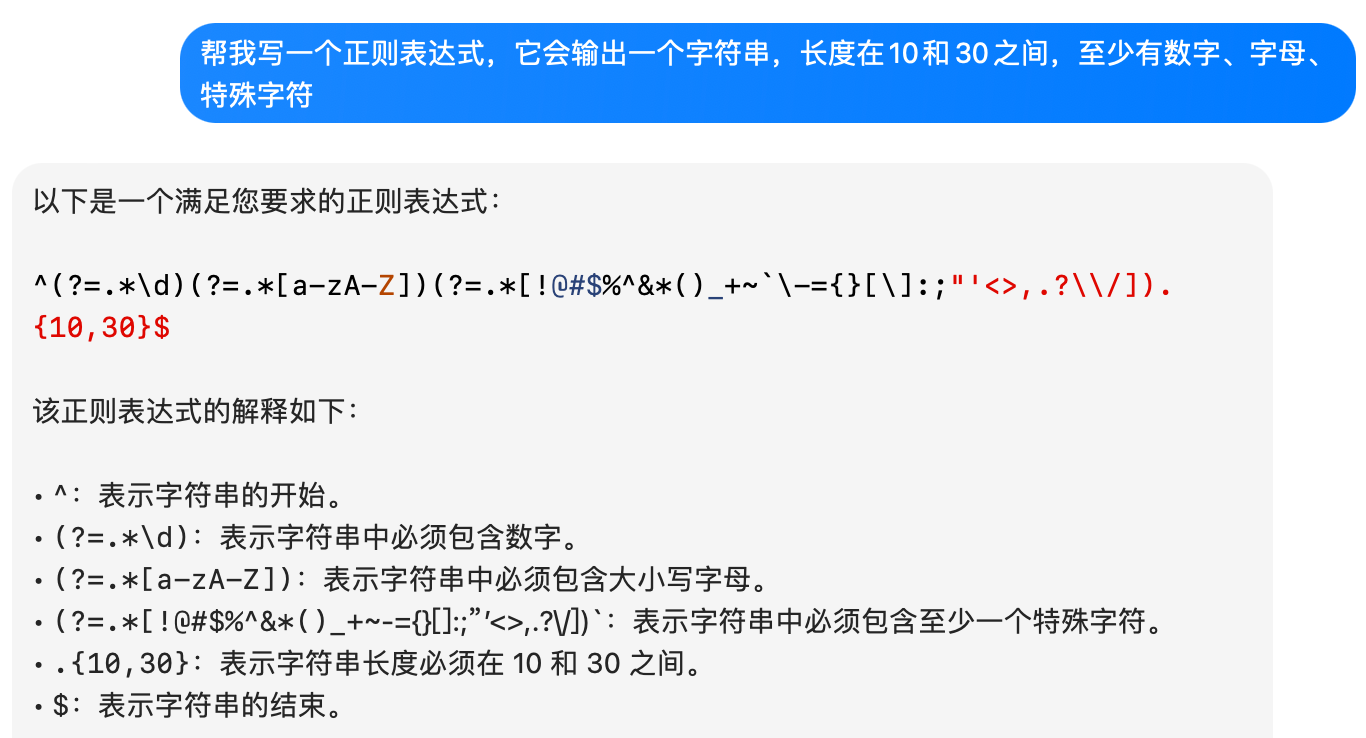 帮我写一个正则表达式，它会输出一个字符串，长度在10和30之间，至少有数字、字母、
特殊字符
以下是一个满足您要求的正则表达式：
^(?=.*\d)(?=.*[a-zA-Z])(?=.*[!@#$%^&*()_+~`\-={}[\]:;"'<>,.?\\/]).
{10,30}$
该正则表达式的解释如下：
• ^：表示字符串的开始。
• (?=.*\d)：表示字符串中必须包含数字。
• (?=.*[a-zA-Z])：表示字符串中必须包含大小写字母。
• (?=.*[!@#$%^&*()_+~-={}[]:;”’<>,.?\/])`：表示字符串中必须包含至少一个特殊字符。
• .{10,30}：表示字符串长度必须在 10 和 30 之间。
• $：表示字符串的结束。